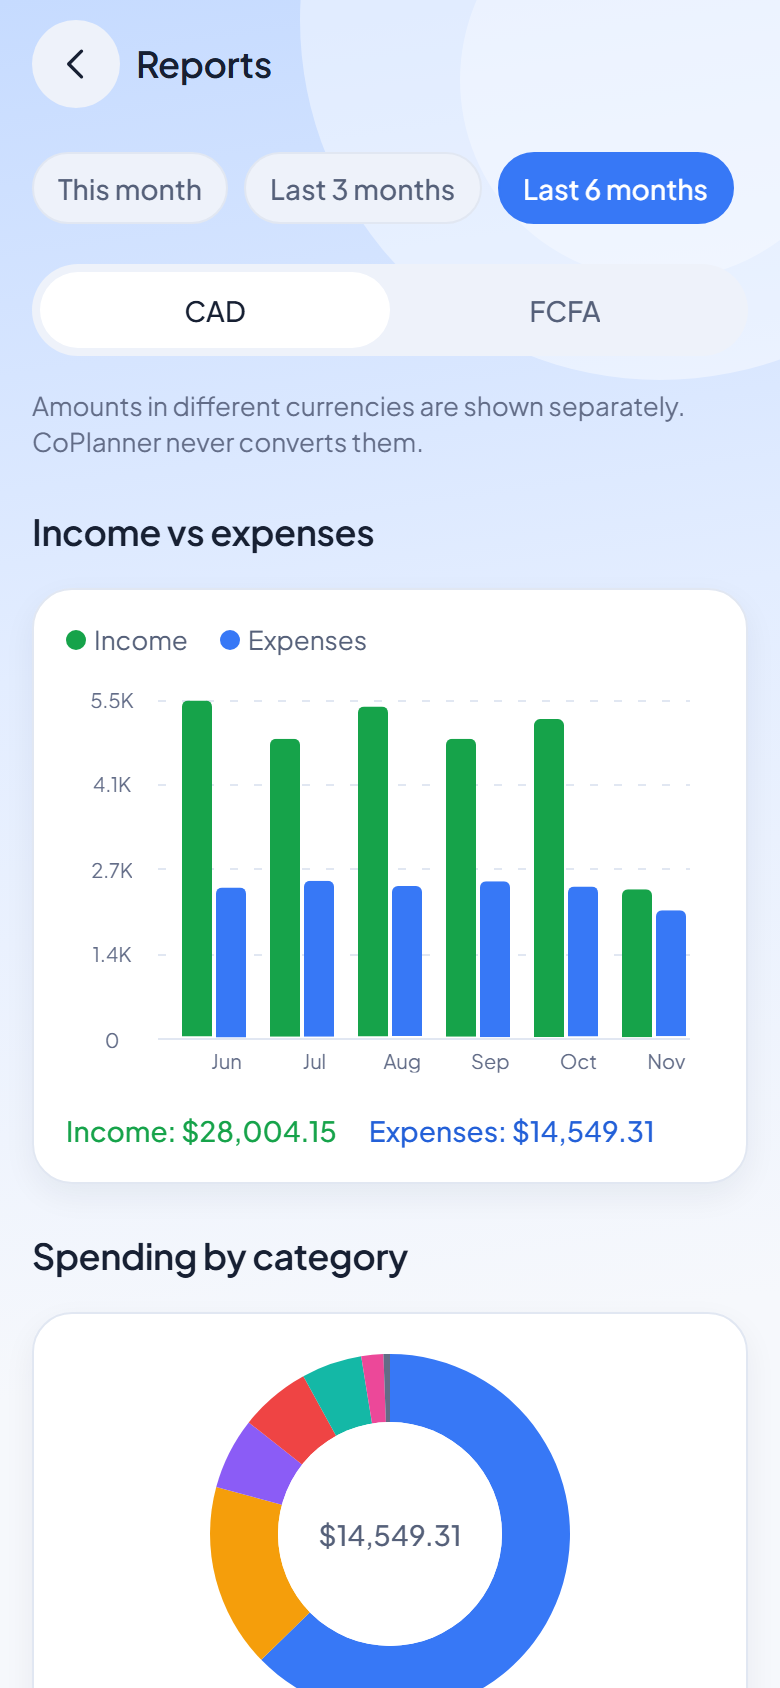 Reports
This month
Last 3 months
Last 6 months
CAD
FCFA
Amounts in different currencies are shown separately.
CoPlanner never converts them.
Income vs expenses
Income
Expenses
5.5K
4.1K
2.7K
1.4K
0
Jun
Jul
Aug
Sep
Oct
Nov
Income: $28,004.15
Expenses: $14,549.31
Spending by category
$14,549.31